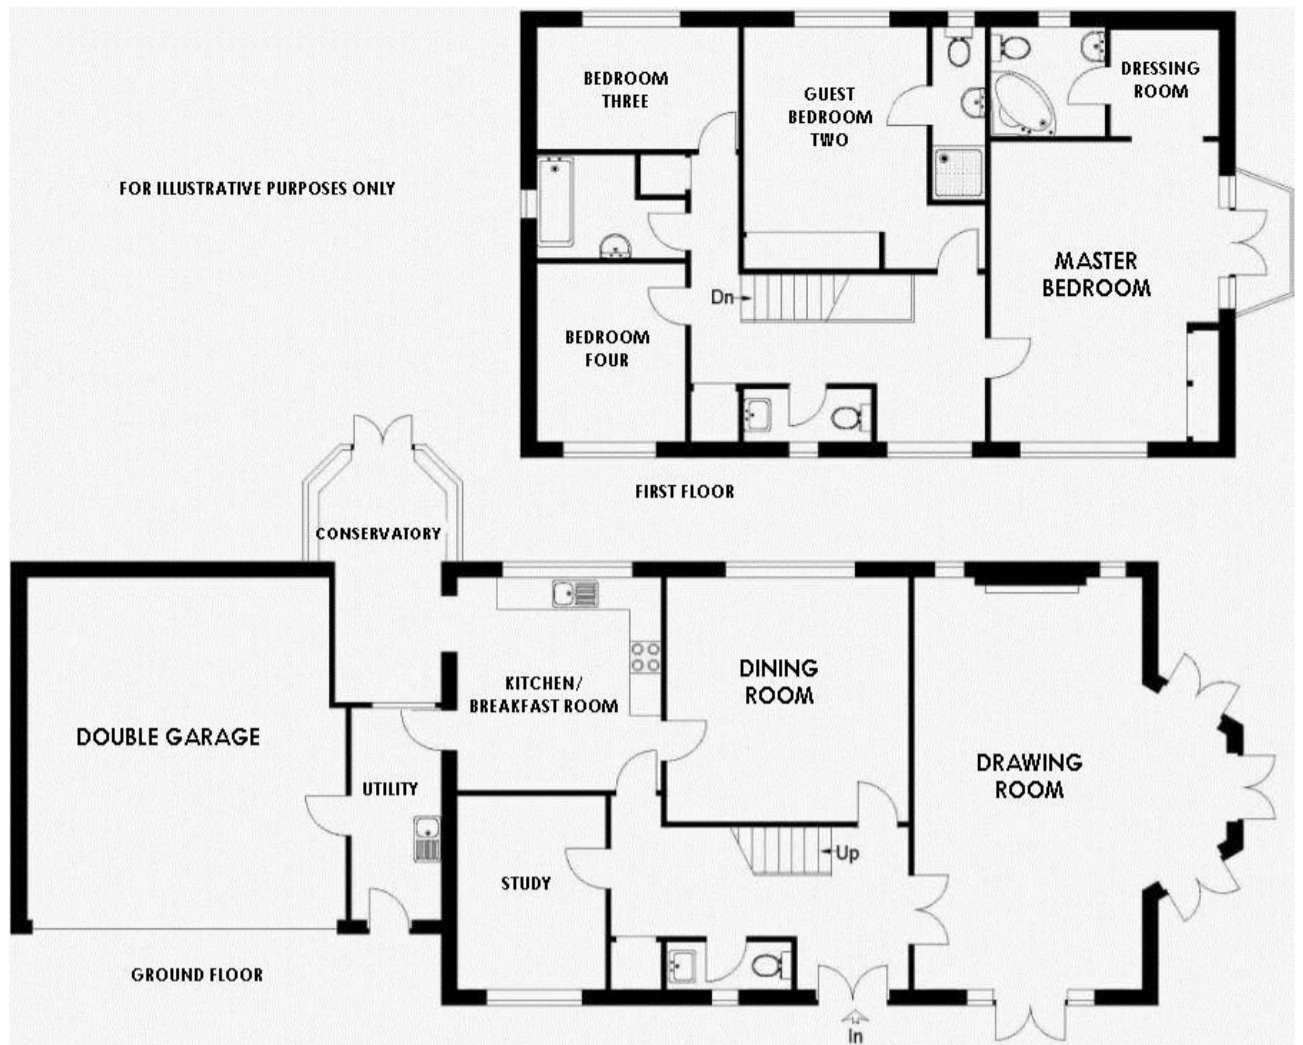 BEDROOM
THREE
GUEST
BEDROOM
TWO
DRESSING
ROOM
FOR ILLUSTRATIVE PURPOSES ONLY
MASTER
BEDROOM
Dn
BEDROOM
FOUR
FIRST FLOOR
CONSERVATORY
KITCHEN/
BREAKFAST ROOM
DINING
ROOM
DOUBLE GARAGE
DRAWING
ROOM
UTILITY
Up
STUDY
GROUND FLOOR
In